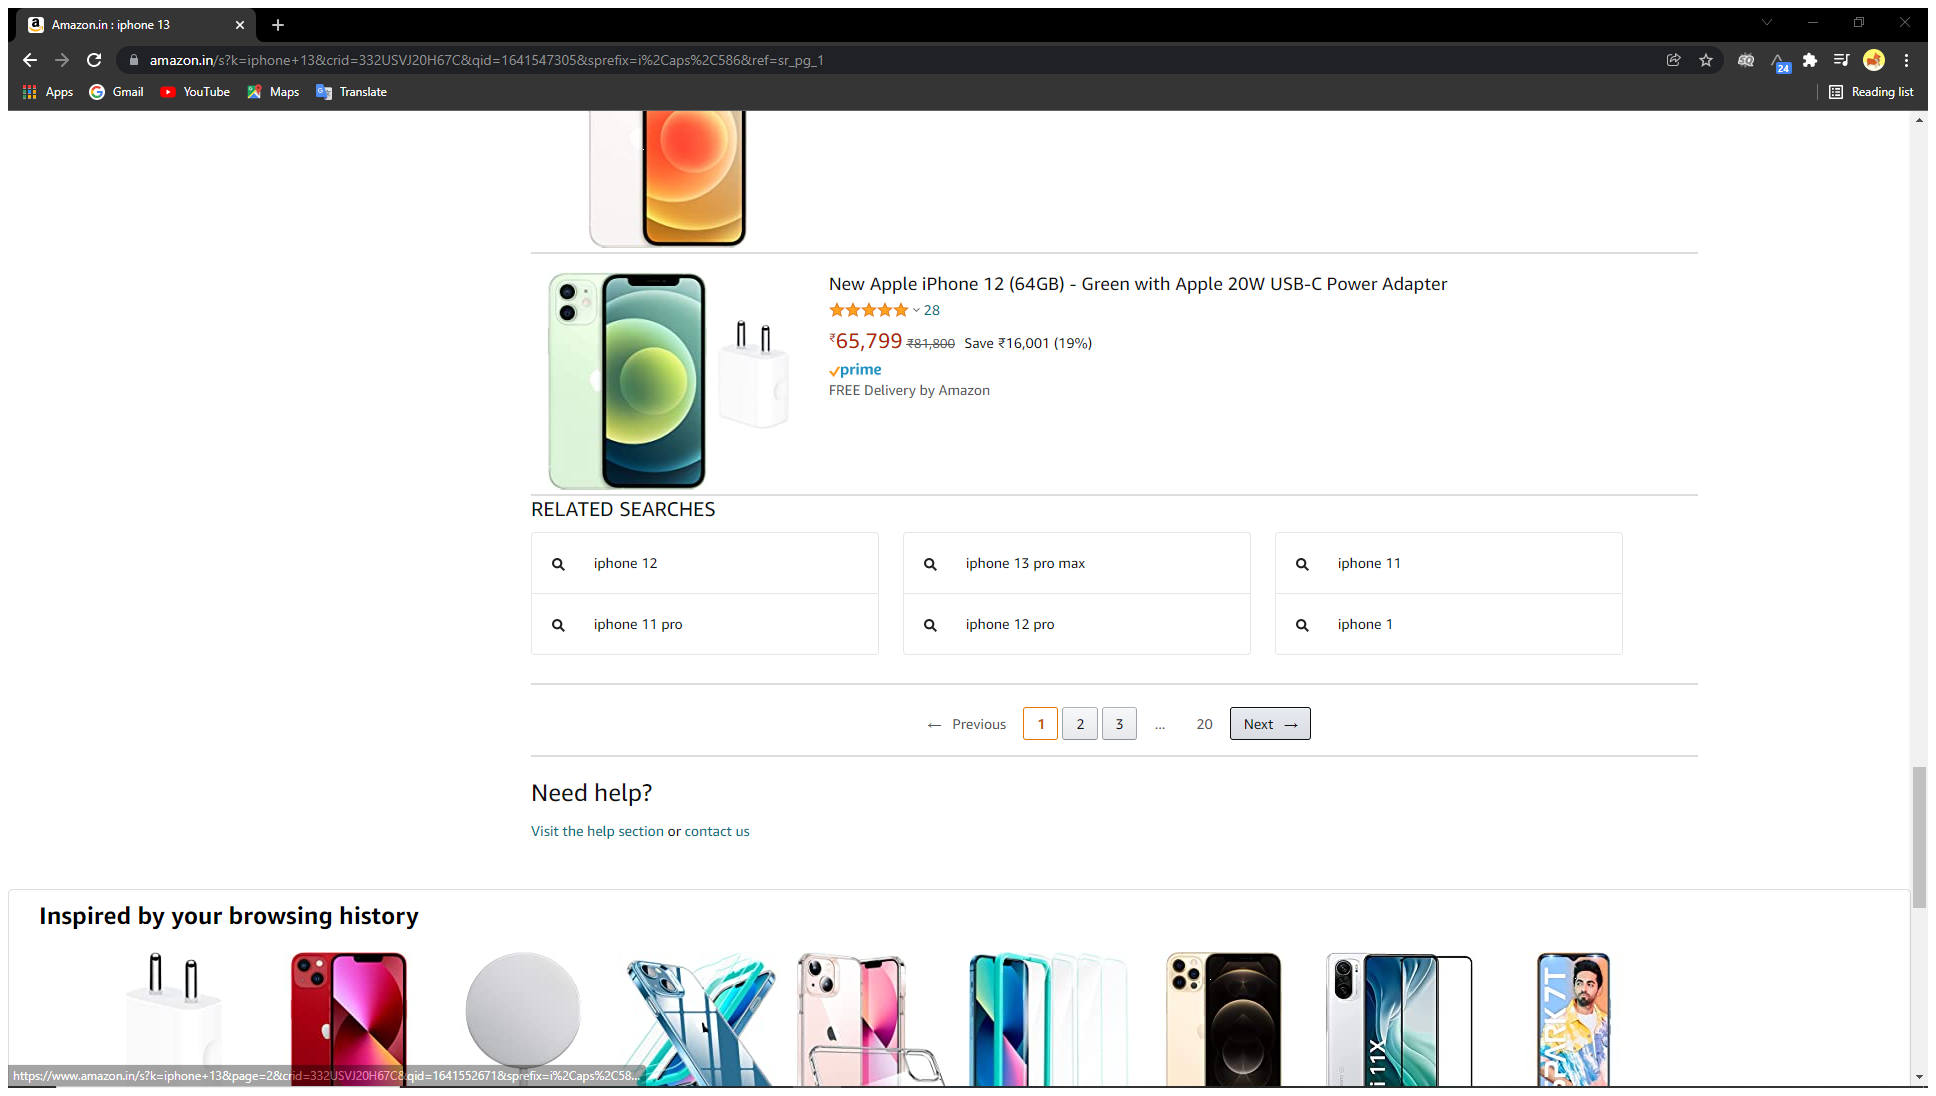 Amazon.in : iphone 13
amazon.in/s?k=iphone+13&crid=332USVJ20H67C&qid=1641547305&sprefix=i%2Caps%2C586&ref=sr_pg_1
24
Apps Gmail YouTube Maps Translate Reading list
New Apple iPhone 12 (64GB) - Green with Apple 20W USB-C Power Adapter
28
₹65,799 ₹81,800 Save ₹16,001 (19%)
prime
FREE Delivery by Amazon
RELATED SEARCHES
iphone 12 iphone 13 pro max iphone 11
iphone 11 pro iphone 12 pro iphone 1
← Previous 1 2 3 ... 20 Next →
Need help?
Visit the help section or contact us
Inspired by your browsing history
i 11X
SPARK7T
https://www.amazon.in/s?k=iphone+13&page=2&crid=332USVJ20H67C&qid=1641552671&sprefix=i%2Caps%2C58...